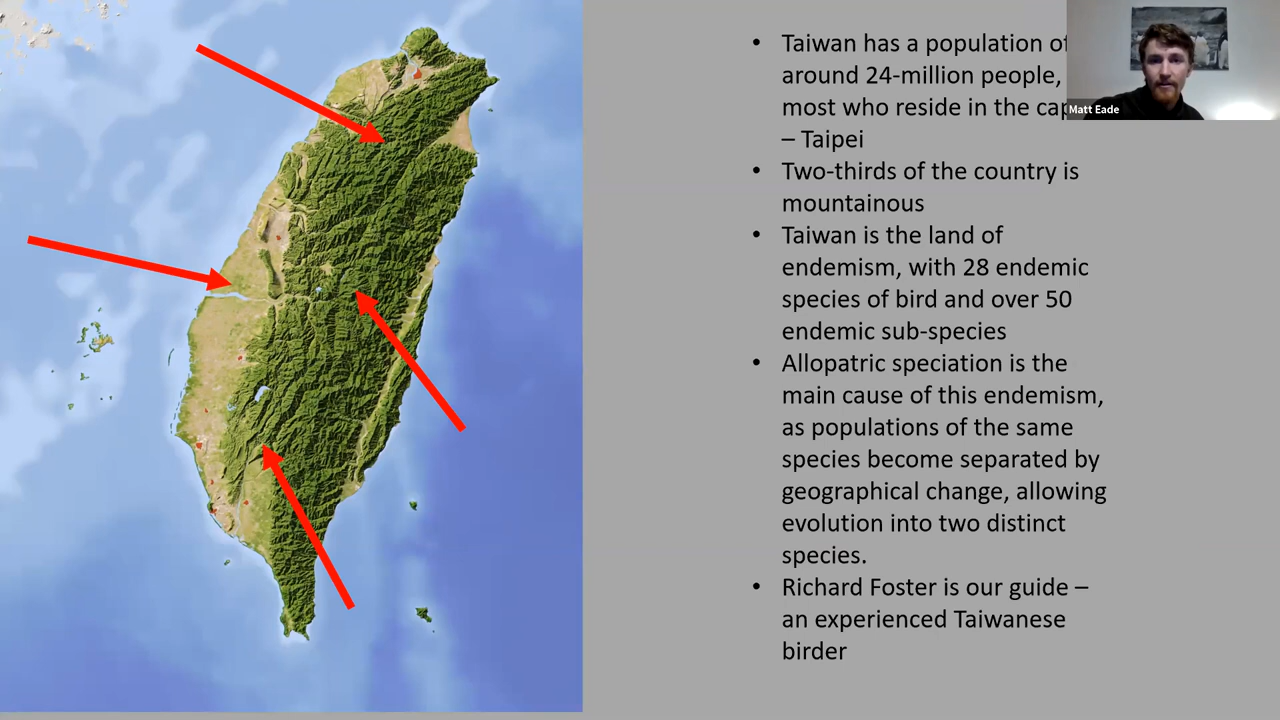 • Taiwan has a population of
around 24-million people,
most who reside in the
– Taipei
• Two-thirds of the country is
mountainous
• Taiwan is the land of
endemism, with 28 endemic
species of bird and over 50
endemic sub-species
• Allopatric speciation is the
main cause of this endemism,
as populations of the same
species become separated by
geographical change, allowing
evolution into two distinct
species.
• Richard Foster is our guide –
an experienced Taiwanese
birder
Matt Eade